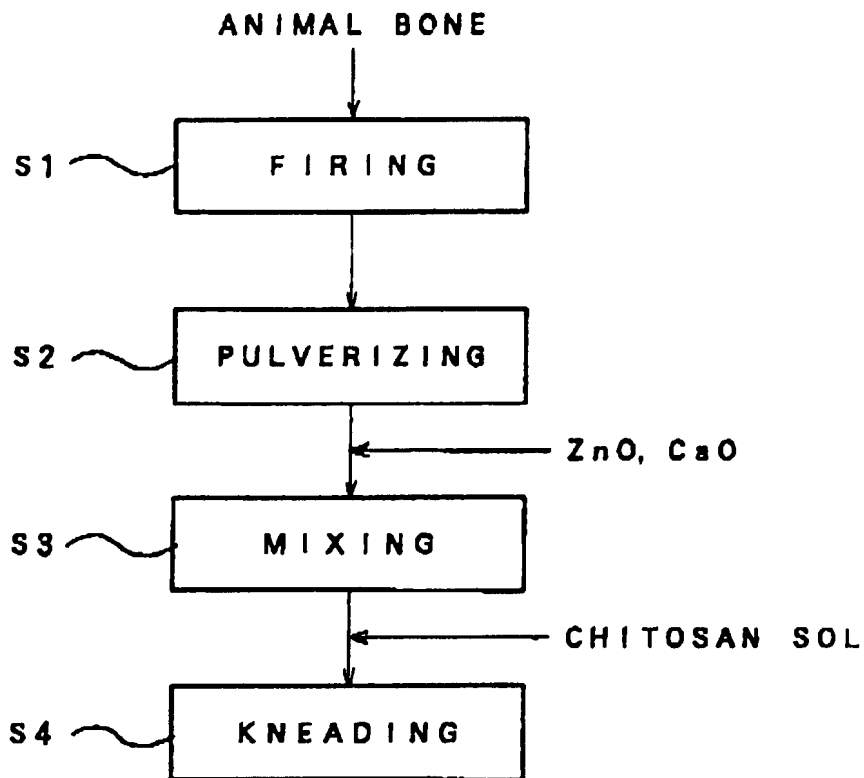 ANIMAL BONE
S1 FIRING
S2 PULVERIZING
ZnO, CaO
S3 MIXING
CHITOSAN SOL
S4 KNEADING